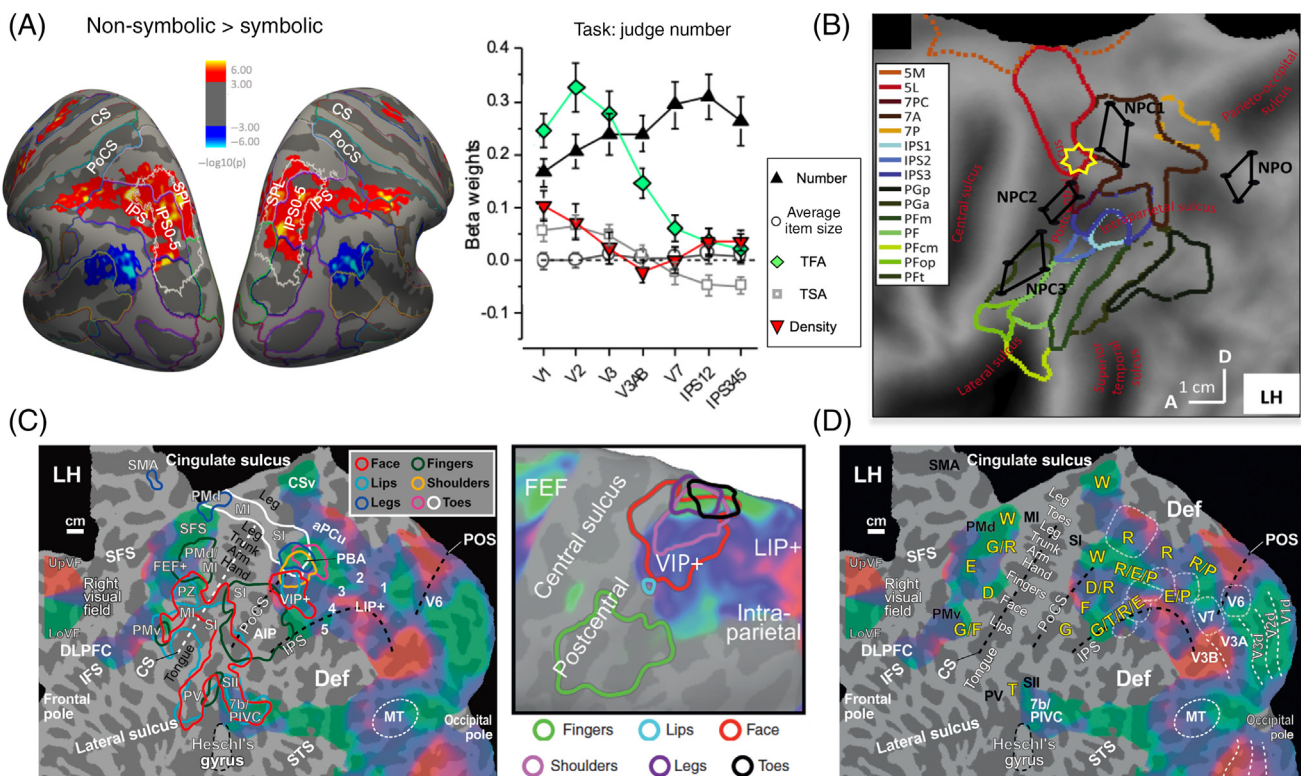 (A)
Non-symbolic > symbolic
6.00
3.00
−3.00
−6.00
−log10(p)
CS
PoCS
SPL
IPS
IPS0-5
CS
PoCS
SPL
IPS0-5
IPS
Task: judge number
Beta weights
0.4
0.3
0.2
0.1
0.0
-0.1
V1
V2
V3
V3AB
V7
IPS12
IPS345
Number
Average
item size
TFA
TSA
Density
(B)
5M
5L
7PC
7A
7P
IPS1
IPS2
IPS3
PGp
PGa
PFm
PF
PFcm
PFop
PFt
NPC1
NPC2
NPC3
NPO
Parieto-occipital
sulcus
Central sulcus
Lateral sulcus
Superior
temporal
sulcus
D
A
1 cm
LH
(C)
LH
cm
SMA
Cingulate sulcus
Face
Fingers
Lips
Shoulders
Legs
Toes
CSv
PMd
Leg
MI
Leg
SI
aPCu
SFS
SFS
PMd/
MI
FEF+
Leg
Trunk
Arm
Hand
PBA
POS
UpVF
Right
visual
field
LoVF
PZ
MI
SI
SI
VIP+
2
1
3
LIP+
4
5
V6
PMv
PoCS
AIP
IPS
DLPFC
IFS
CS
Tongue
Def
Frontal
pole
PV
SII
7b/
PIVC
MT
Occipital
pole
Lateral sulcus
Heschl's
gyrus
STS
FEF
Central sulcus
VIP+
LIP+
Postcentral
Intra-
parietal
Fingers
Lips
Face
Shoulders
Legs
Toes
(D)
LH
cm
SMA
Cingulate sulcus
W
Def
PMd
W
Leg
Toes
MI
Leg
SI
Trunk
Arm
Hand
R
R
R/P
POS
SFS
G/R
E
W
R/E/P
E/P
UpVF
Right
visual
field
LoVF
D
Fingers
D/R
F
G/T/R/E
V7
V6
PMv
G/F
Face
Lips
PoCS
G
IPS
V3A
V3B
V3d
V2d
V1d
DLPFC
IFS
CS
Tongue
Def
Frontal
pole
PV
T
SII
7b/
PIVC
MT
Occipital
pole
Lateral sulcus
Heschl's
gyrus
STS